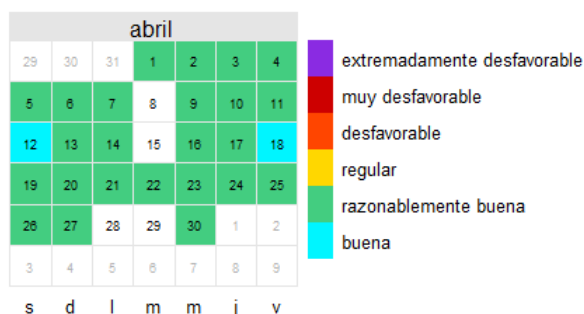 abril
29 30 31 1 2 3 4
5 6 7 8 9 10 11
12 13 14 15 16 17 18
19 20 21 22 23 24 25
26 27 28 29 30 1 2
3 4 5 6 7 8 9
s d l m m j v
extremadamente desfavorable
muy desfavorable
desfavorable
regular
razonablemente buena
buena